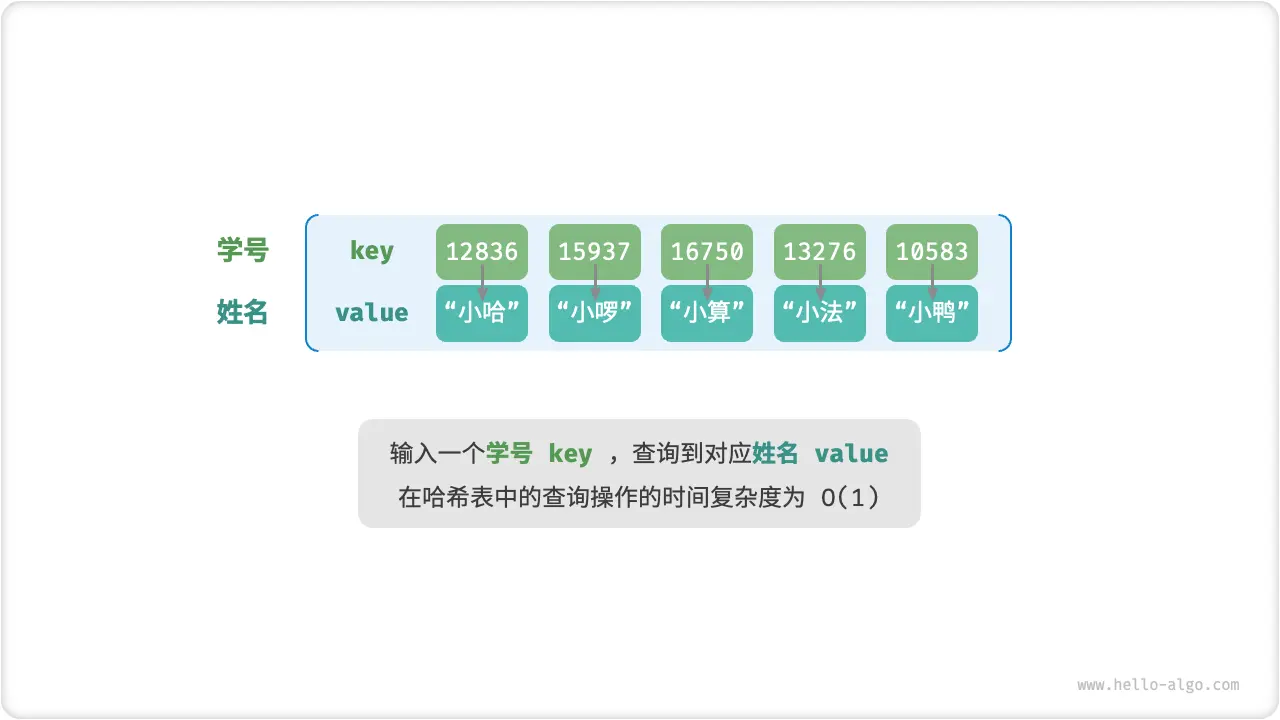 学号 key 12836 15937 16750 13276 10583
姓名 value “小哈” “小啰” “小算” “小法” “小鸭”
输入一个学号 key ，查询到对应姓名 value
在哈希表中的查询操作的时间复杂度为 O(1)
www.hello-algo.com